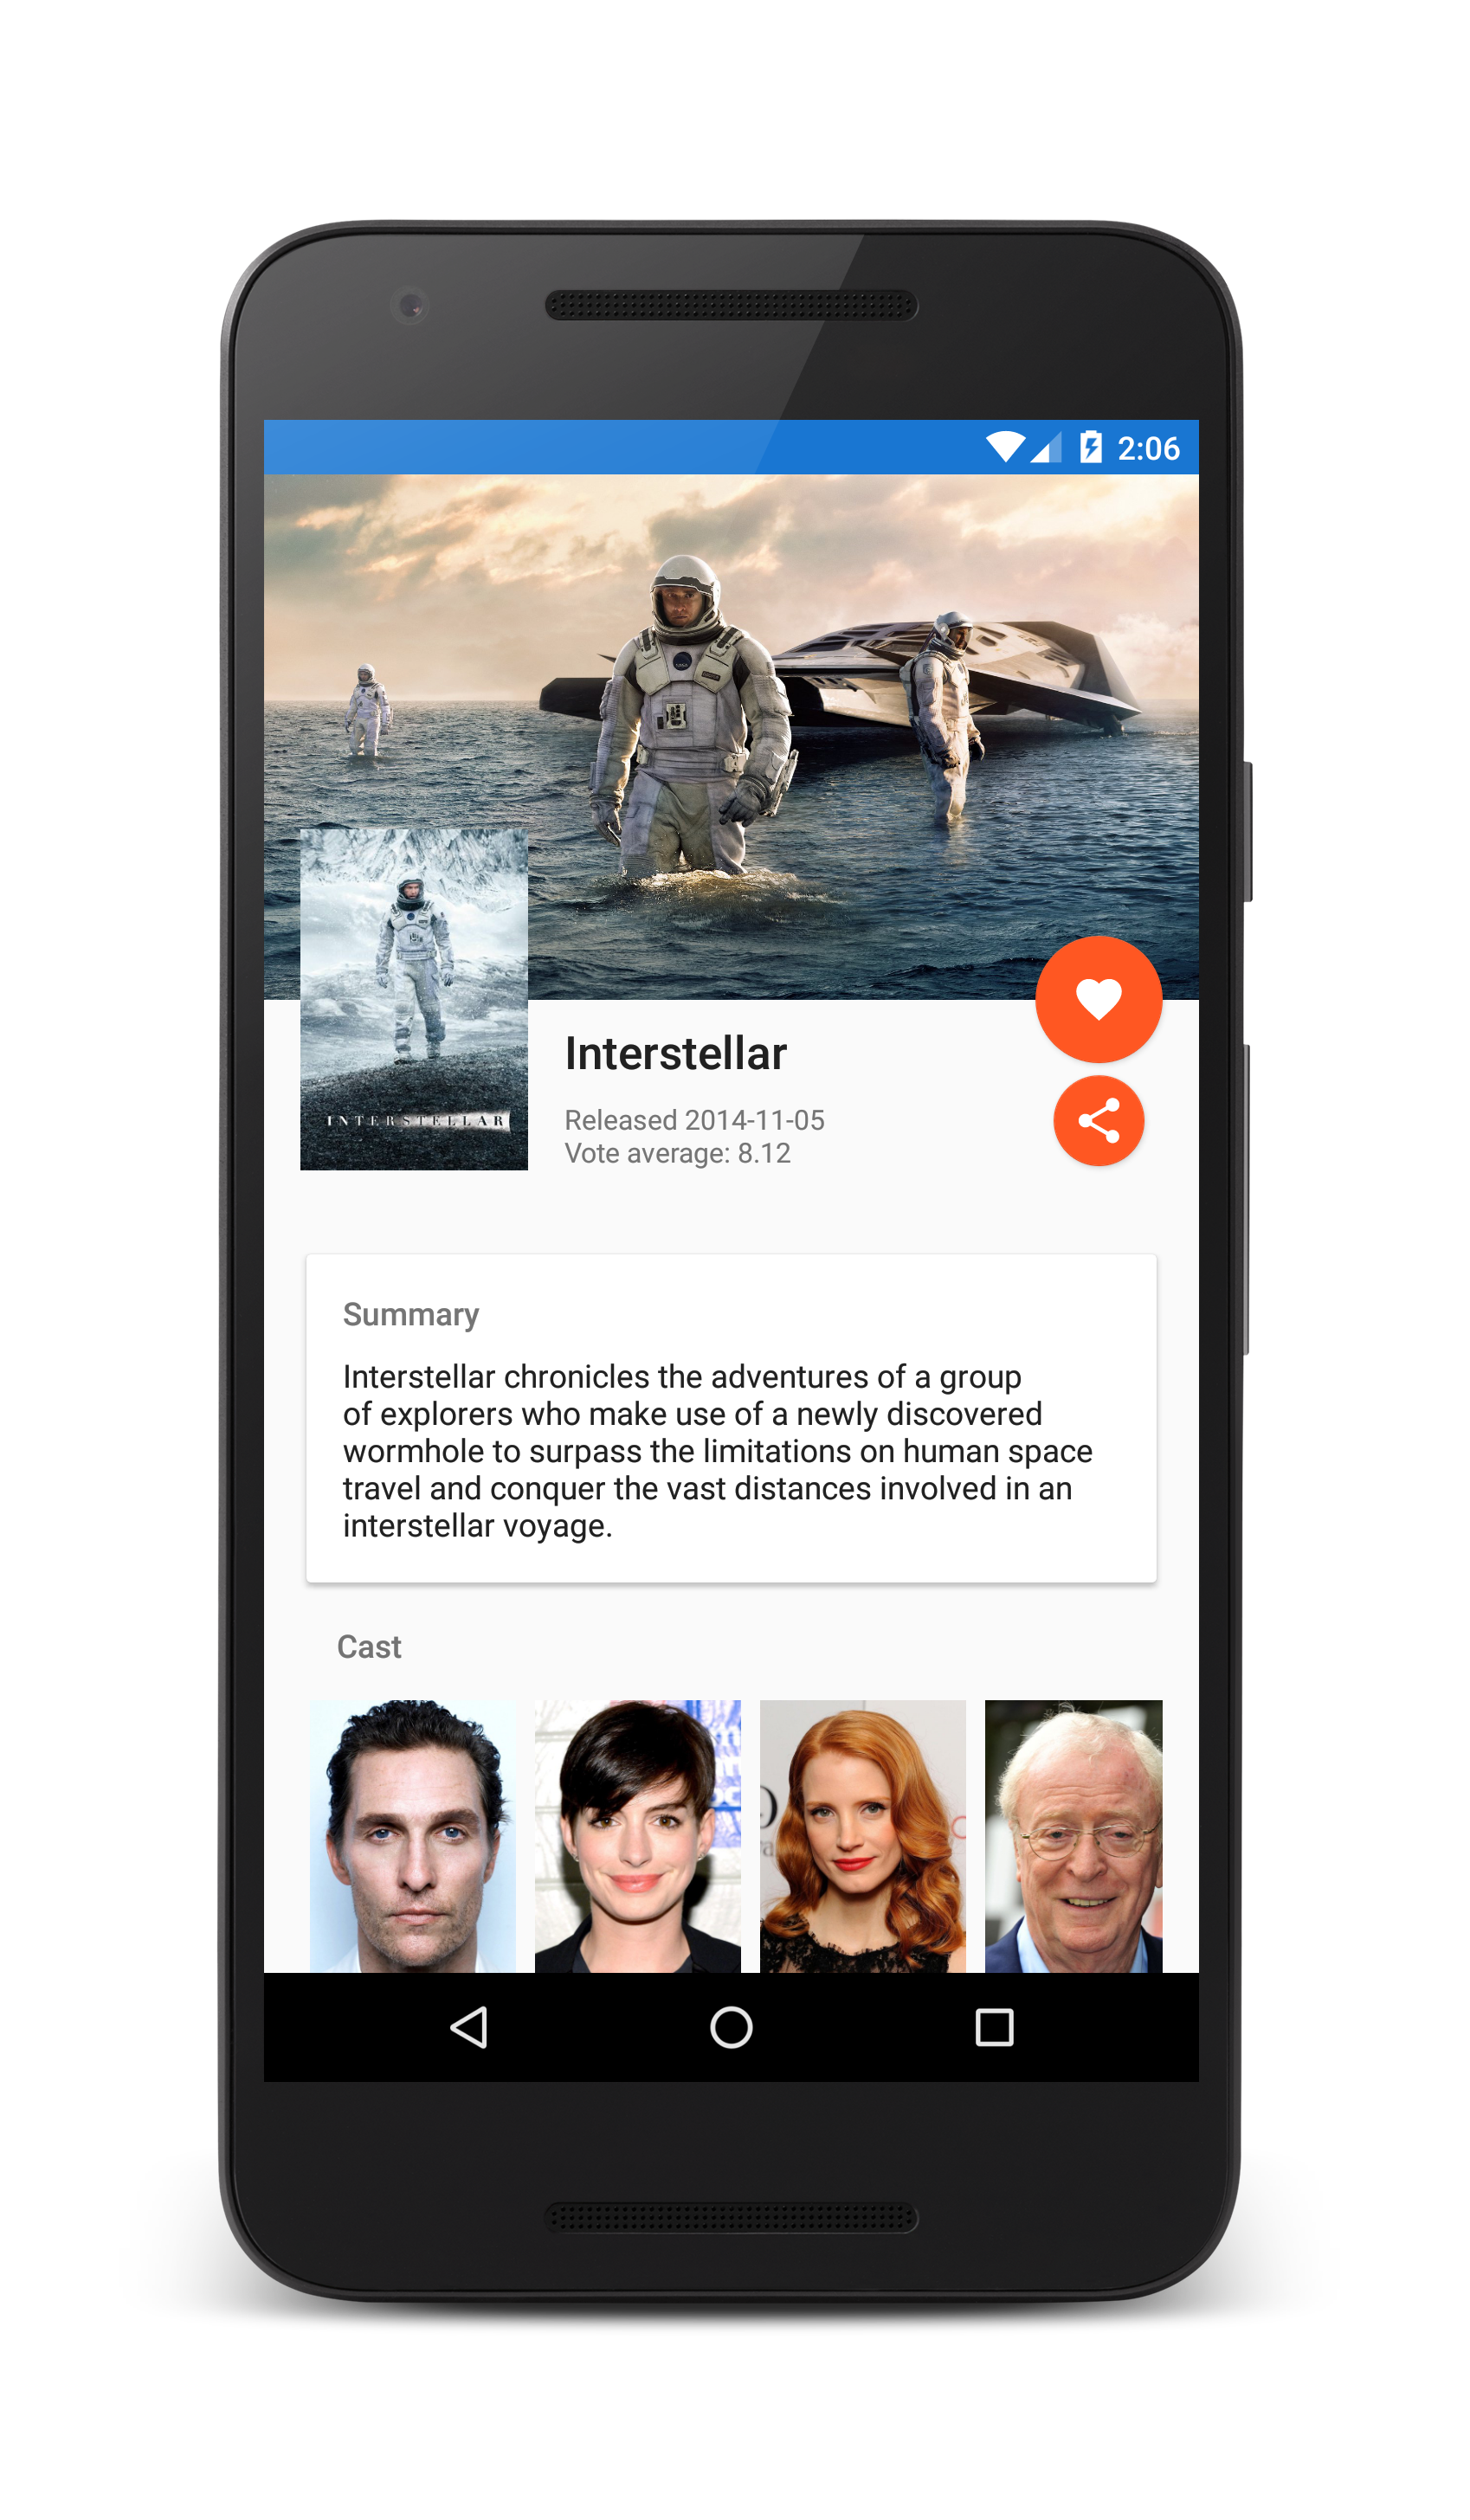 2:06
INTERSTELLAR
Interstellar
Released 2014-11-05
Vote average: 8.12
Summary
Interstellar chronicles the adventures of a group
of explorers who make use of a newly discovered
wormhole to surpass the limitations on human space
travel and conquer the vast distances involved in an
interstellar voyage.
Cast